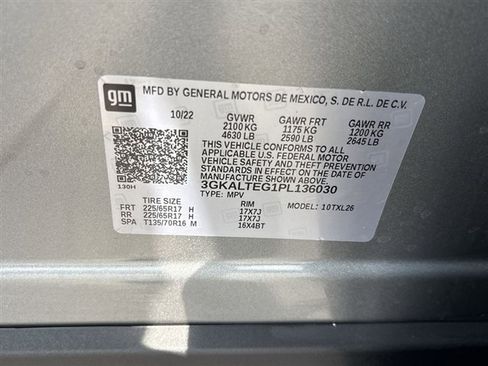 gm
MFD BY GENERAL MOTORS DE MEXICO, S. DE R.L. DE C.V.
10/22 GVWR GAWR FRT GAWR RR
2100 KG 1175 KG 1200 KG
4630 LB 2590 LB 2645 LB
THIS VEHICLE CONFORMS TO ALL
APPLICABLE U.S. FEDERAL MOTOR
VEHICLE SAFETY STANDARDS IN
EFFECT ON THE DATE OF
MANUFACTURE SHOWN ABOVE.
3GKALTEG1PL136030
130H TYPE: MPV MODEL: 10TXL26
TIRE SIZE RIM
FRT 225/65R17 H 17X7J
RR 225/65R17 H 17X7J
SPA T135/70R16 M 16X4BT